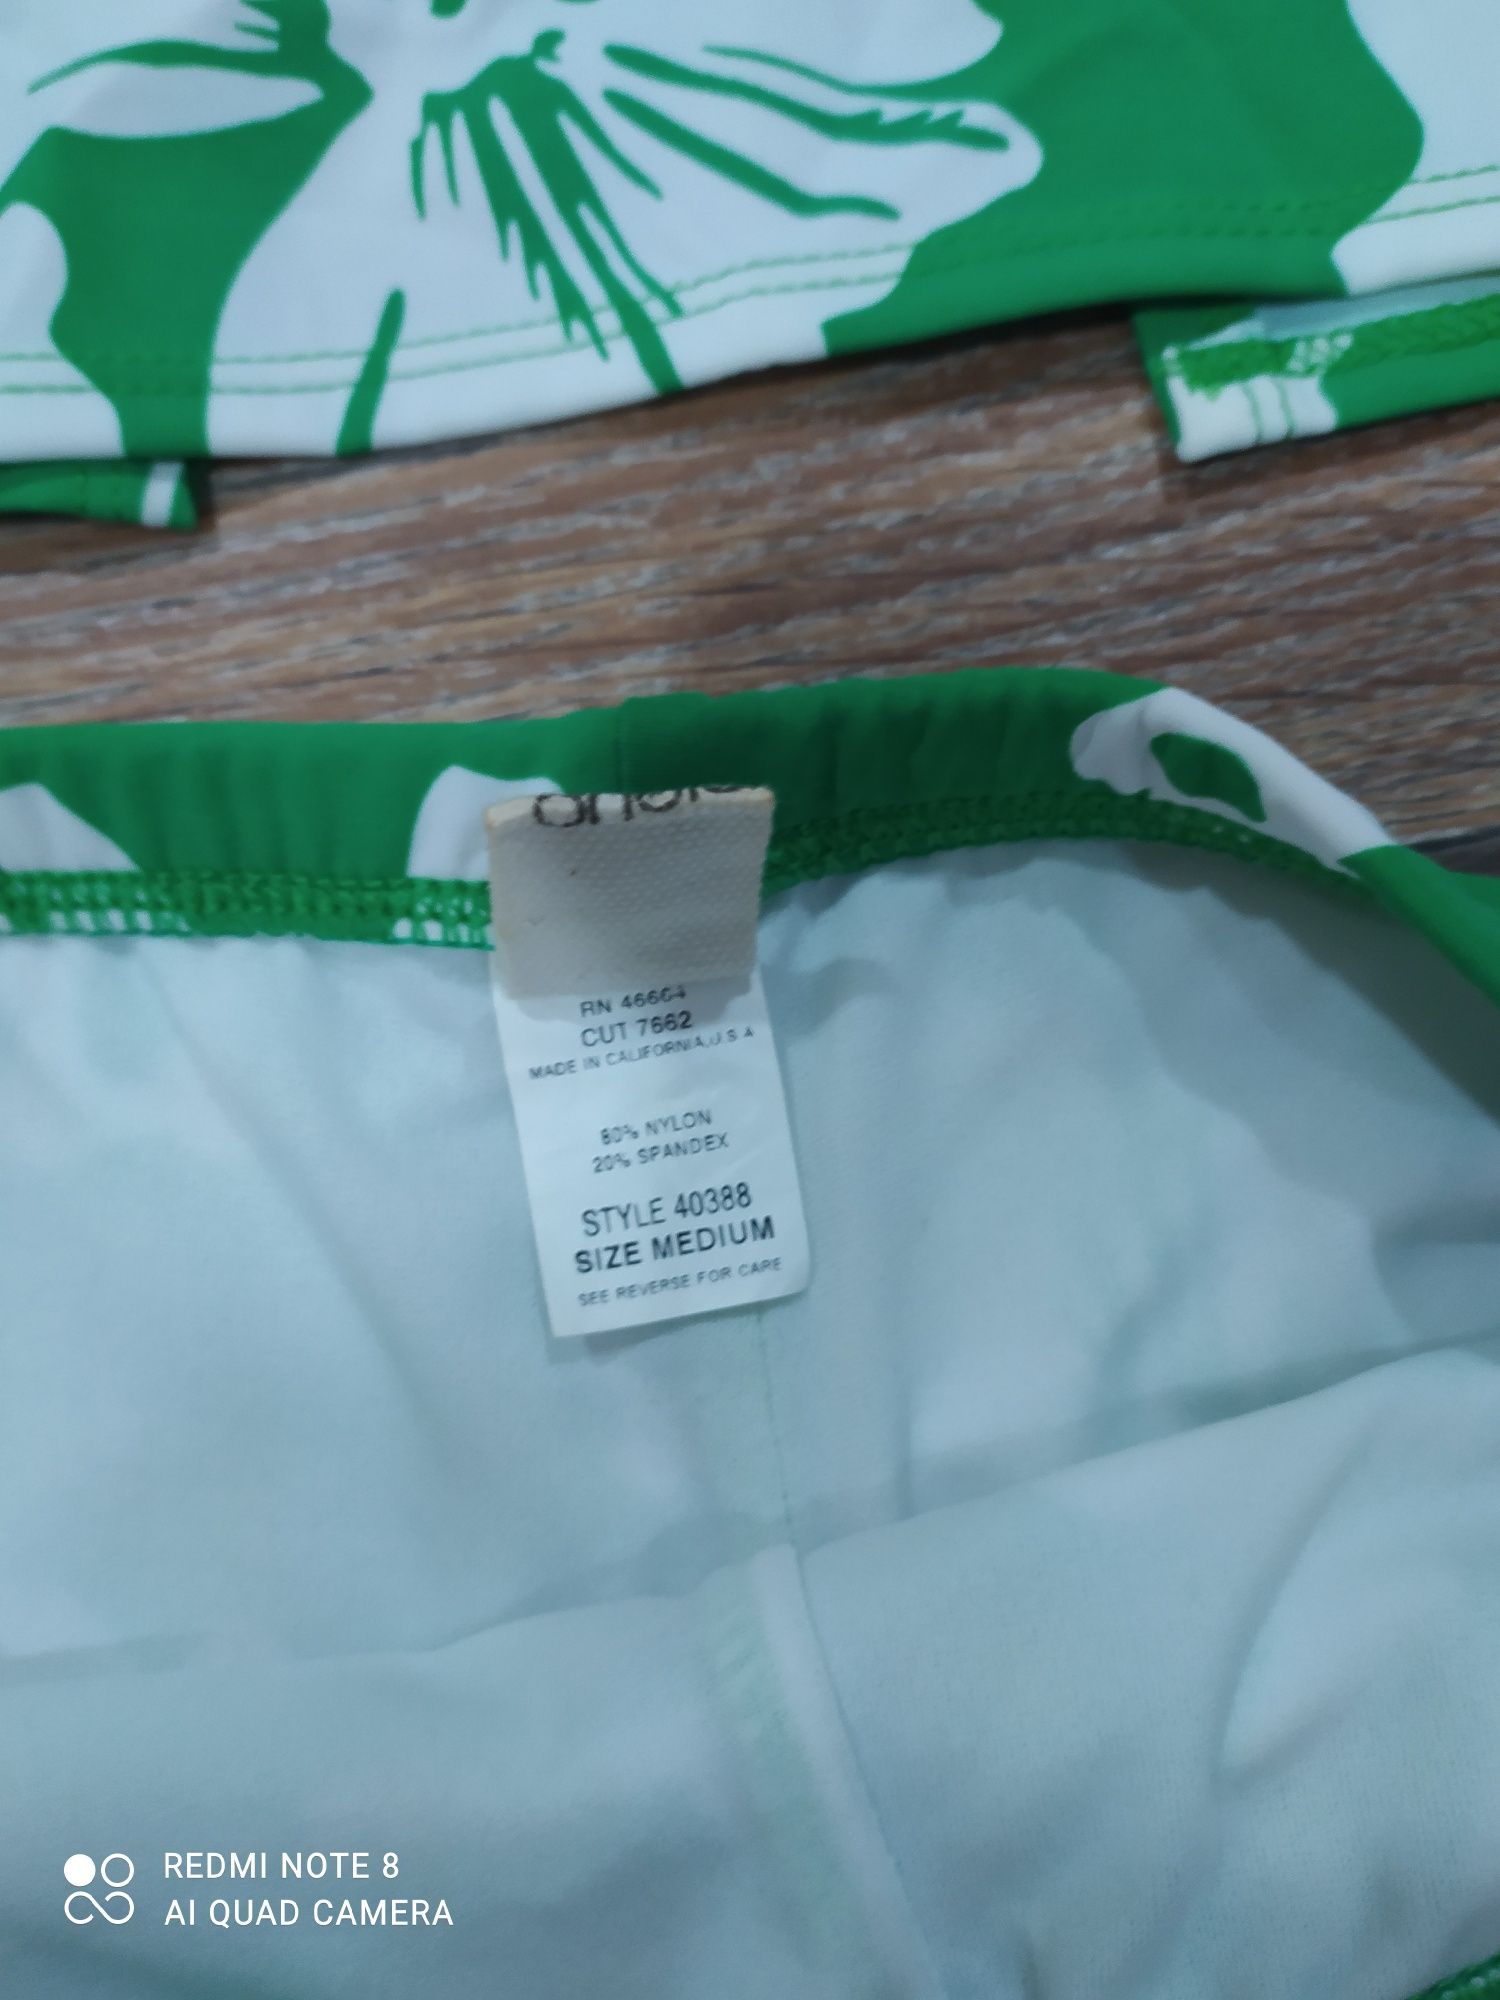 RN 46664
CUT 7662
MADE IN CALIFORNIA, U.S.A
80% NYLON
20% SPANDEX
STYLE 40388
SIZE MEDIUM
SEE REVERSE FOR CARE
REDMI NOTE 8
AI QUAD CAMERA